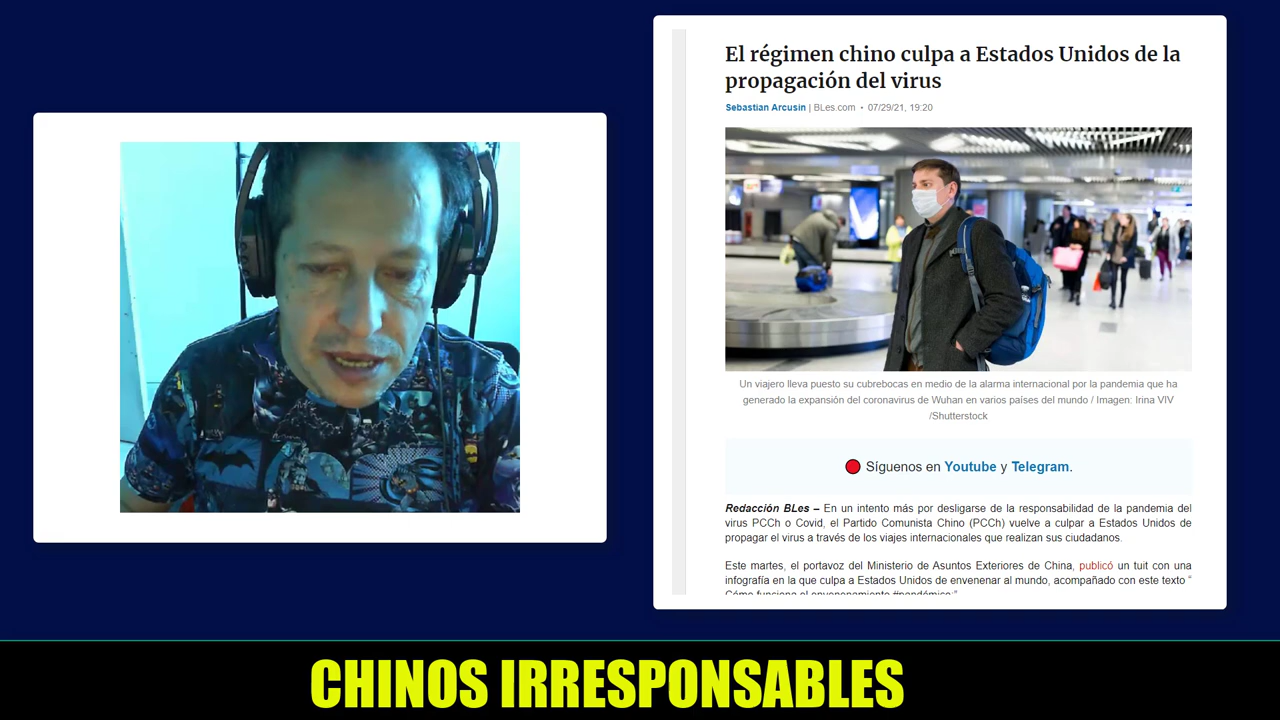 El régimen chino culpa a Estados Unidos de la
propagación del virus
Sebastian Arcusin | BLes.com • 07/29/21, 19:20
Un viajero lleva puesto su cubrebocas en medio de la alarma internacional por la pandemia que ha
generado la expansión del coronavirus de Wuhan en varios países del mundo / Imagen: Irina VIV
/Shutterstock
Síguenos en Youtube y Telegram.
Redacción BLes – En un intento más por desligarse de la responsabilidad de la pandemia del
virus PCCh o Covid, el Partido Comunista Chino (PCCh) vuelve a culpar a Estados Unidos de
propagar el virus a través de los viajes internacionales que realizan sus ciudadanos.
Este martes, el portavoz del Ministerio de Asuntos Exteriores de China, publicó un tuit con una
infografía en la que culpa a Estados Unidos de envenenar al mundo, acompañado con este texto “
Cómo funciona el envenenamiento #pandémico:”
CHINOS IRRESPONSABLES